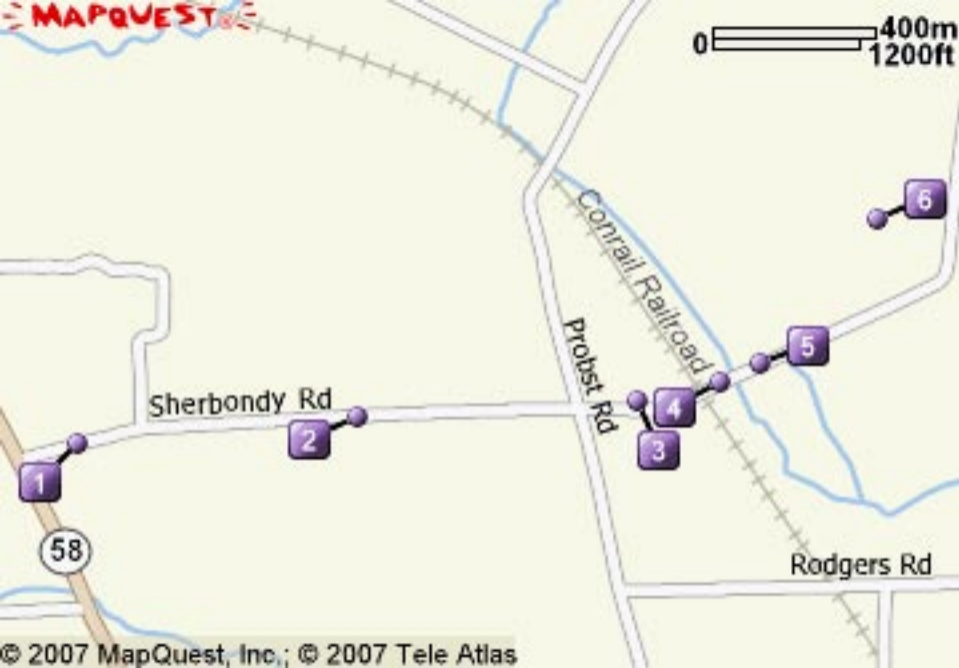 MAPQUEST®
0
400m
1200ft
6
Conrail Railroad
5
Probst Rd
Sherbondy Rd
4
2
3
1
58
Rodgers Rd
© 2007 MapQuest, Inc.; © 2007 Tele Atlas